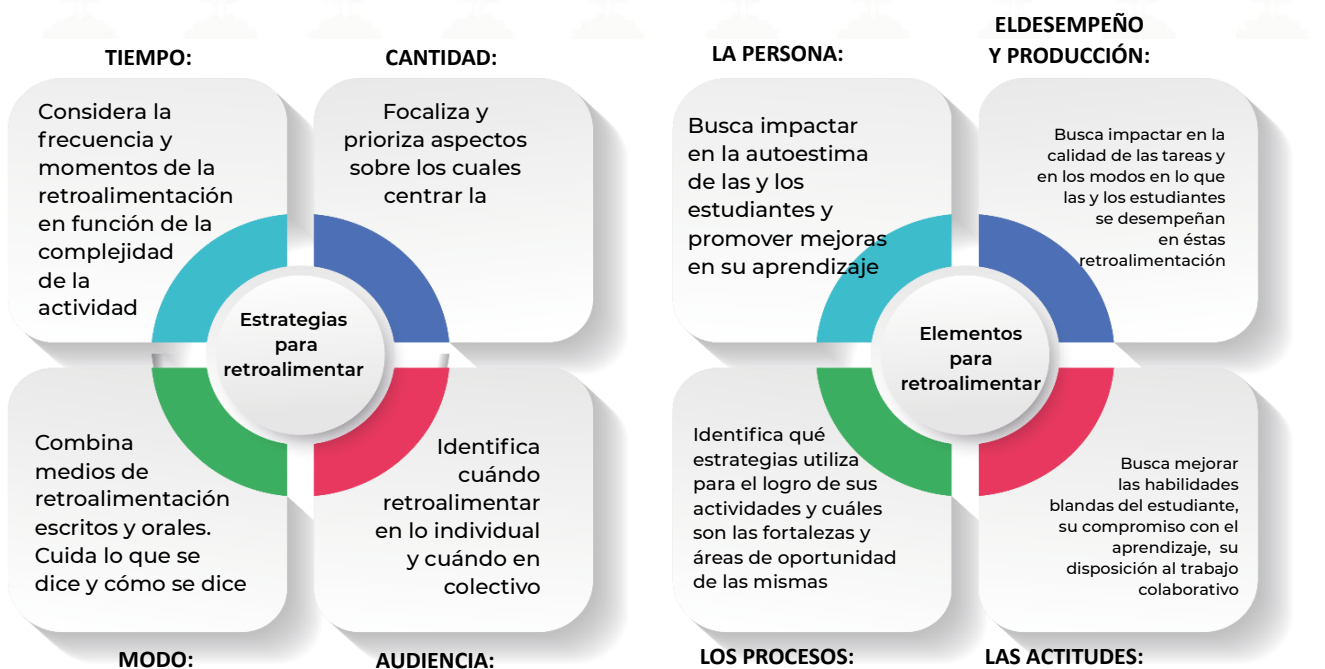 TIEMPO:
Considera la
frecuencia y
momentos de la
retroalimentación
en función de la
complejidad
de la
actividad
CANTIDAD:
Focaliza y
prioriza aspectos
sobre los cuales
centrar la
Estrategias
para
retroalimentar
Combina
medios de
retroalimentación
escritos y orales.
Cuida lo que se
dice y cómo se dice
MODO:
Identifica
cuándo
retroalimentar
en lo individual
y cuándo en
colectivo
AUDIENCIA:
LA PERSONA:
Busca impactar
en la autoestima
de las y los
estudiantes y
promover mejoras
en su aprendizaje
ELDESEMPEÑO
Y PRODUCCIÓN:
Busca impactar en la
calidad de las tareas y
en los modos en lo que
las y los estudiantes
se desempeñan
en éstas
retroalimentación
Elementos
para
retroalimentar
Identifica qué
estrategias utiliza
para el logro de sus
actividades y cuáles
son las fortalezas y
áreas de oportunidad
de las mismas
LOS PROCESOS:
Busca mejorar
las habilidades
blandas del estudiante,
su compromiso con el
aprendizaje, su
disposición al trabajo
colaborativo
LAS ACTITUDES: